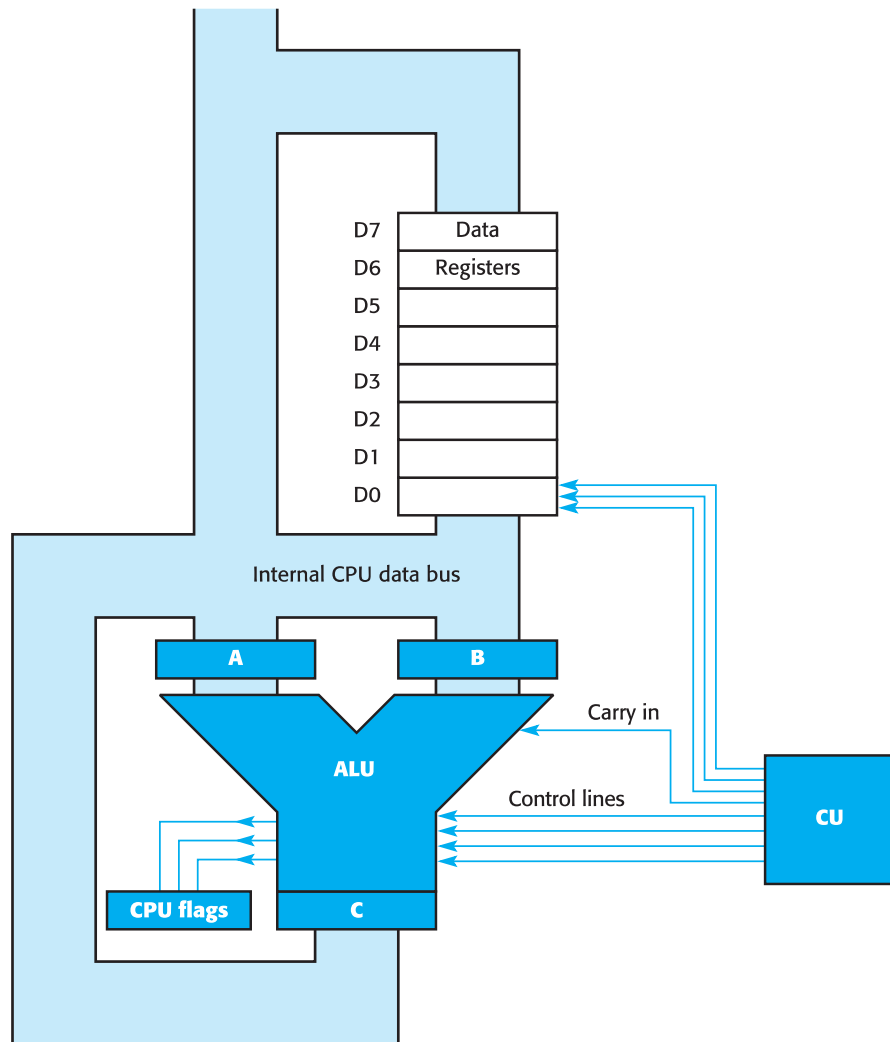 D7 Data
D6 Registers
D5
D4
D3
D2
D1
D0
Internal CPU data bus
A B
Carry in
ALU
Control lines
CU
CPU flags C